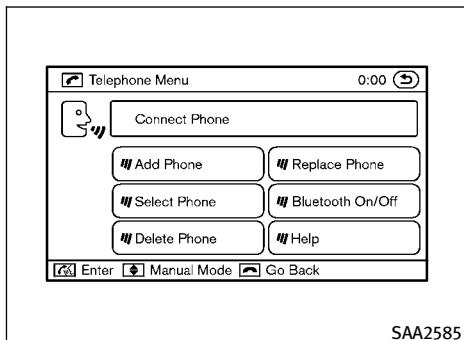 Telephone Menu 0:00
Connect Phone
Add Phone Replace Phone
Select Phone Bluetooth On/Off
Delete Phone Help
Enter Manual Mode Go Back
SAA2585